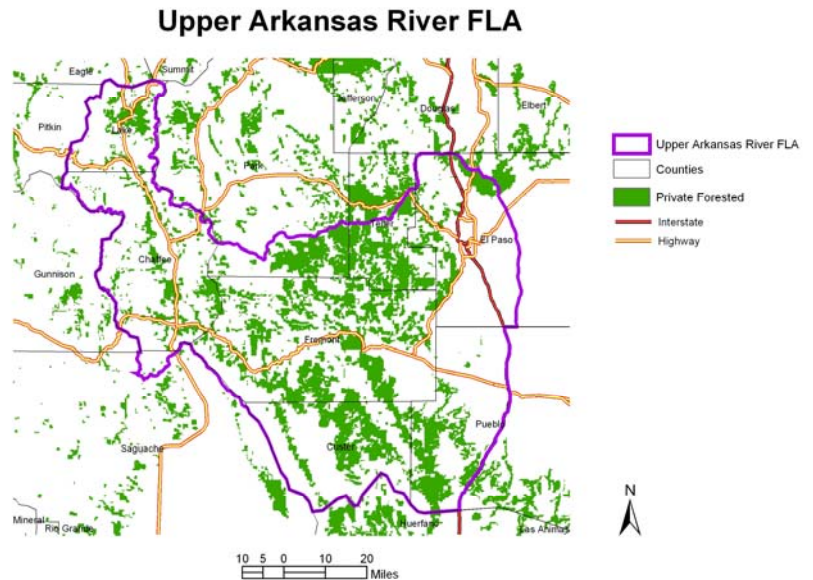 Upper Arkansas River FLA
Eagle
Summit
Jefferson
Douglas
Elbert
Pitkin
Lake
Park
Teller
El Paso
Chaffee
Gunnison
Fremont
Pueblo
Custer
Saguache
Mineral
Rio Grande
Huerfano
Las Animas
Upper Arkansas River FLA
Counties
Private Forested
Interstate
Highway
N
10 5 0 10 20
Miles